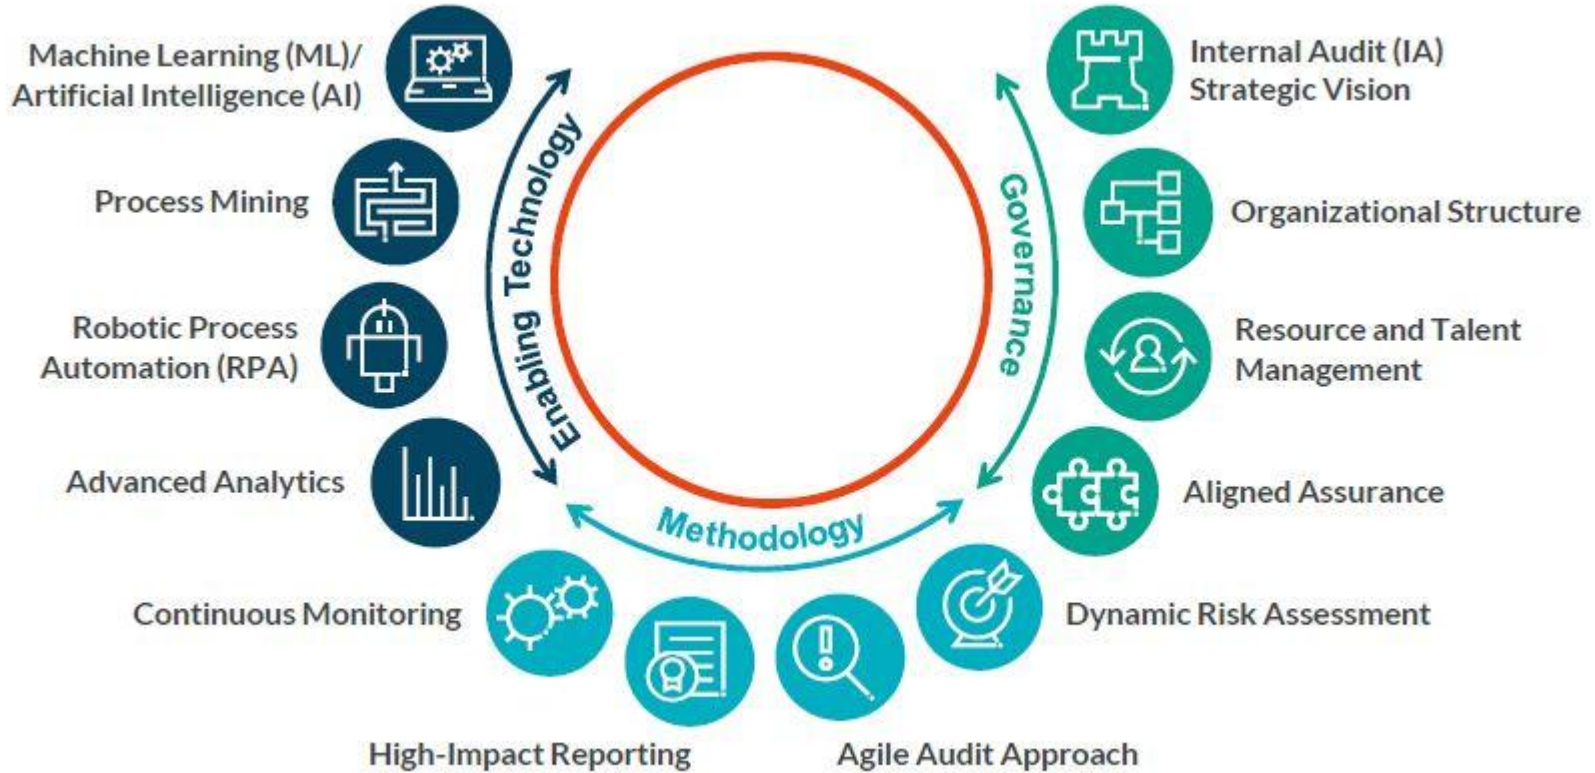 Machine Learning (ML)/
Artificial Intelligence (AI)
Process Mining
Robotic Process
Automation (RPA)
Advanced Analytics
Enabling Technology
Governance
Methodology
Internal Audit (IA)
Strategic Vision
Organizational Structure
Resource and Talent
Management
Aligned Assurance
Continuous Monitoring
Dynamic Risk Assessment
High-Impact Reporting
Agile Audit Approach